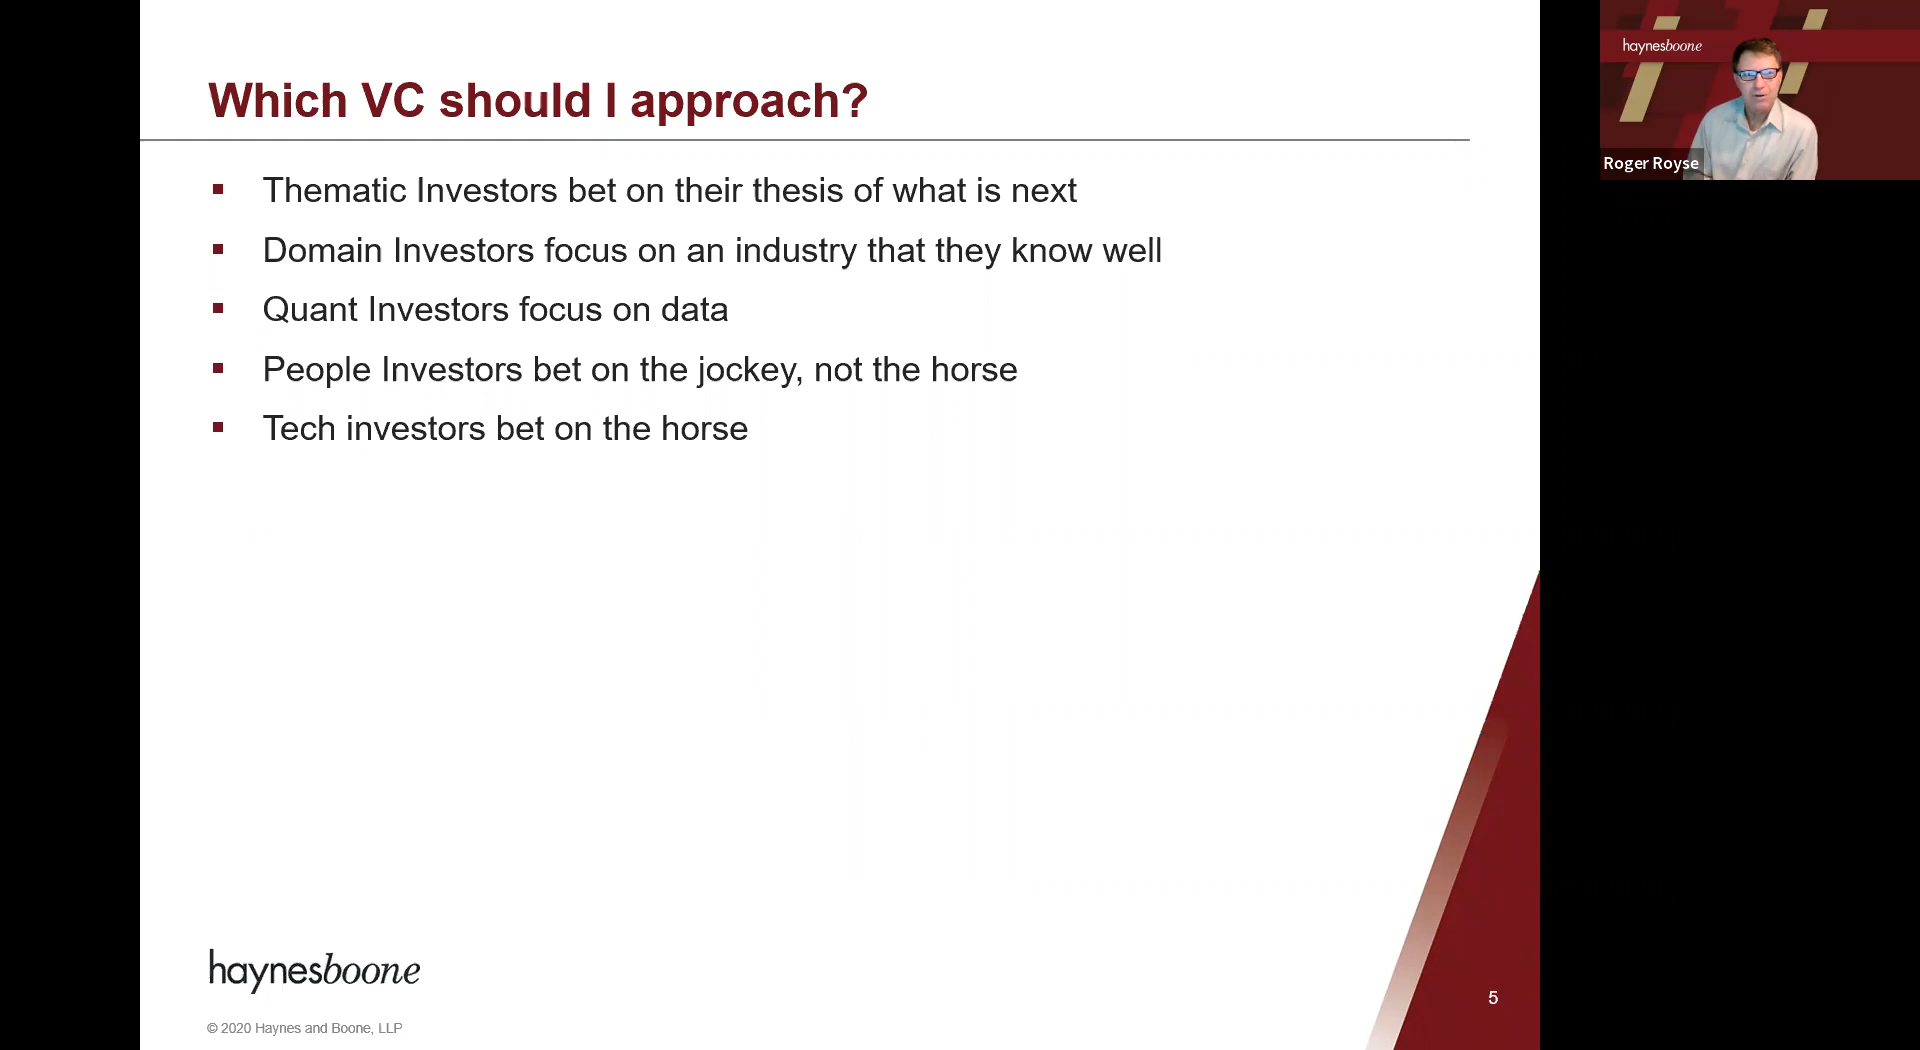 Which VC should I approach?
Thematic Investors bet on their thesis of what is next
Domain Investors focus on an industry that they know well
Quant Investors focus on data
People Investors bet on the jockey, not the horse
Tech investors bet on the horse
haynesboone
© 2020 Haynes and Boone, LLP
5
haynesboone
Roger Royse